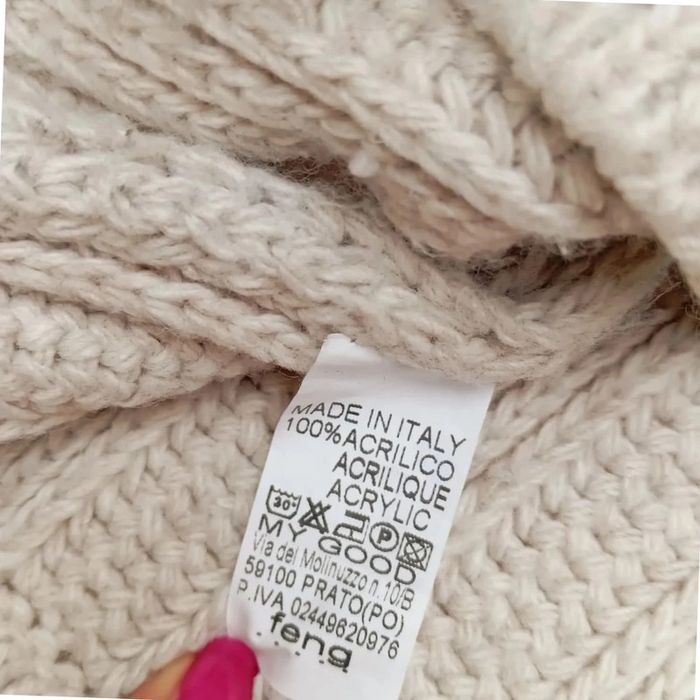 MADE IN ITALY
100% ACRILICO
ACRILIQUE
ACRYLIC
30° P
MY GOOD
Via del Molinuzzo n. 10/B
59100 PRATO(PO)
P.IVA 02449620976
feng